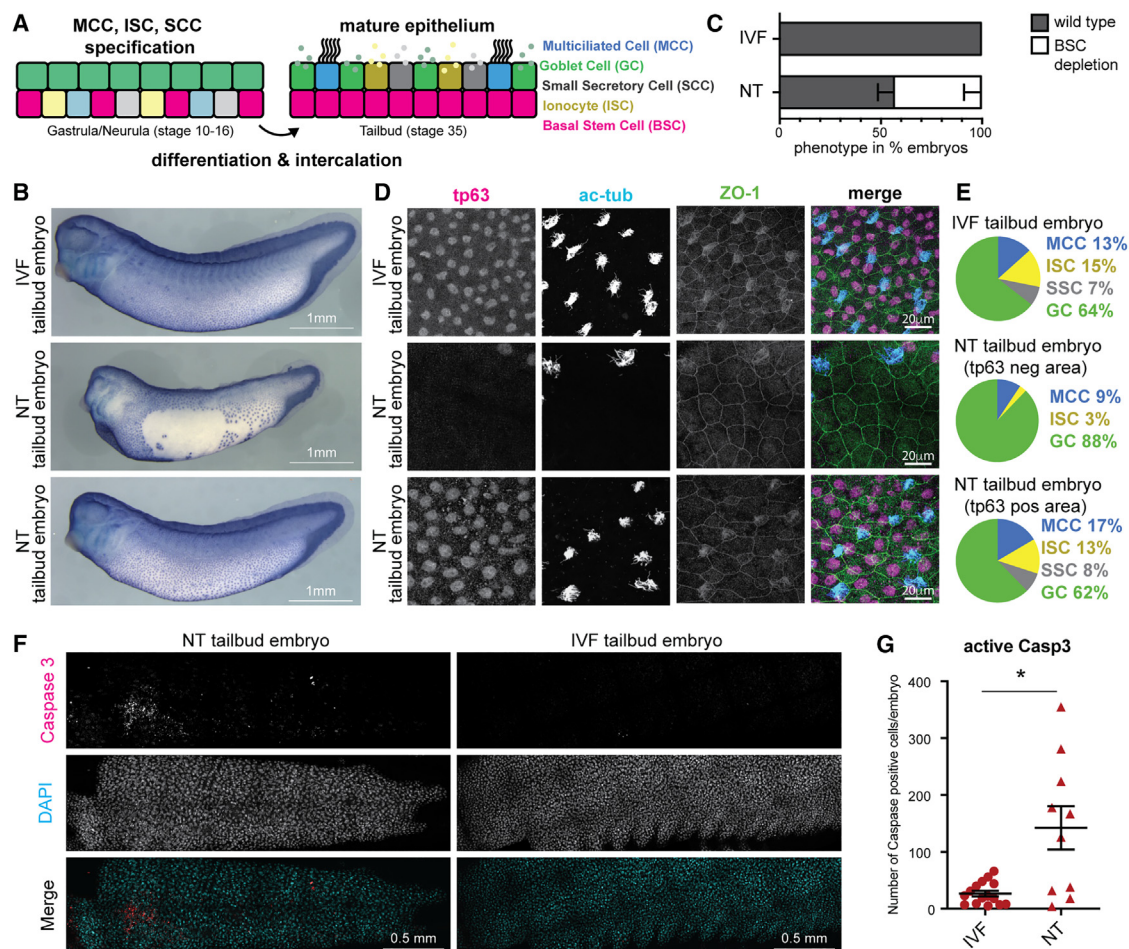 A
MCC, ISC, SCC
specification
mature epithelium
Multiciliated Cell (MCC)
Goblet Cell (GC)
Small Secretory Cell (SCC)
Ionocyte (ISC)
Basal Stem Cell (BSC)
Gastrula/Neurula (stage 10-16)
Tailbud (stage 35)
differentiation & intercalation
C
IVF
NT
0
50
100
phenotype in % embryos
wild type
BSC
depletion
B
IVF
tailbud embryo
1mm
NT
tailbud embryo
1mm
NT
tailbud embryo
1mm
D
tp63
ac-tub
ZO-1
merge
IVF
tailbud embryo
20µm
NT
tailbud embryo
20µm
NT
tailbud embryo
20µm
E
IVF tailbud embryo
MCC 13%
ISC 15%
SSC 7%
GC 64%
NT tailbud embryo
(tp63 neg area)
MCC 9%
ISC 3%
GC 88%
NT tailbud embryo
(tp63 pos area)
MCC 17%
ISC 13%
SSC 8%
GC 62%
F
NT tailbud embryo
IVF tailbud embryo
Caspase 3
DAPI
Merge
0.5 mm
0.5 mm
G
active Casp3
*
Number of Caspase positive cells/embryo
400
300
200
100
0
IVF
NT